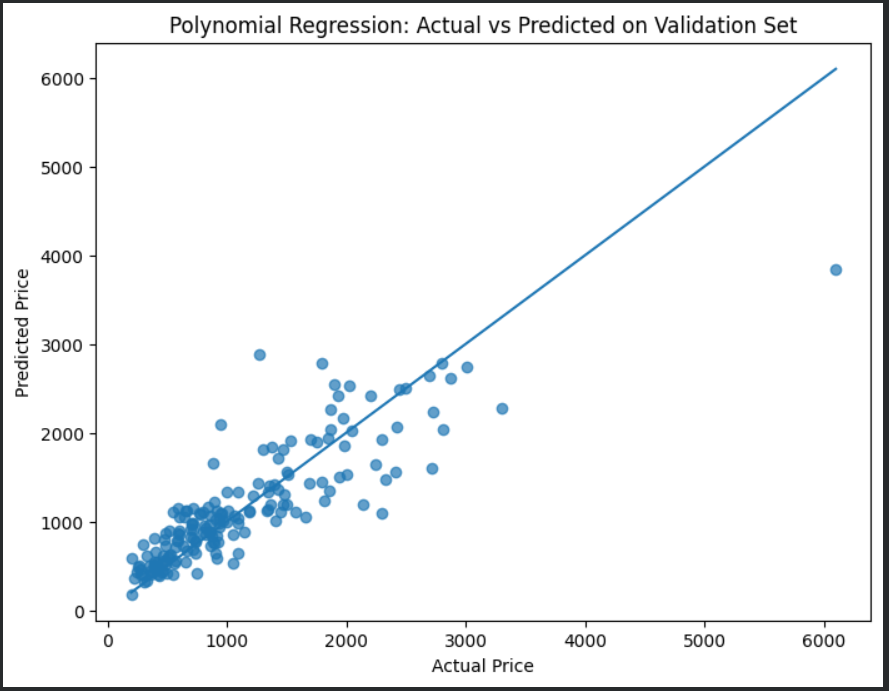 Polynomial Regression: Actual vs Predicted on Validation Set
6000
5000
4000
3000
2000
1000
0
Predicted Price
0 1000 2000 3000 4000 5000 6000
Actual Price